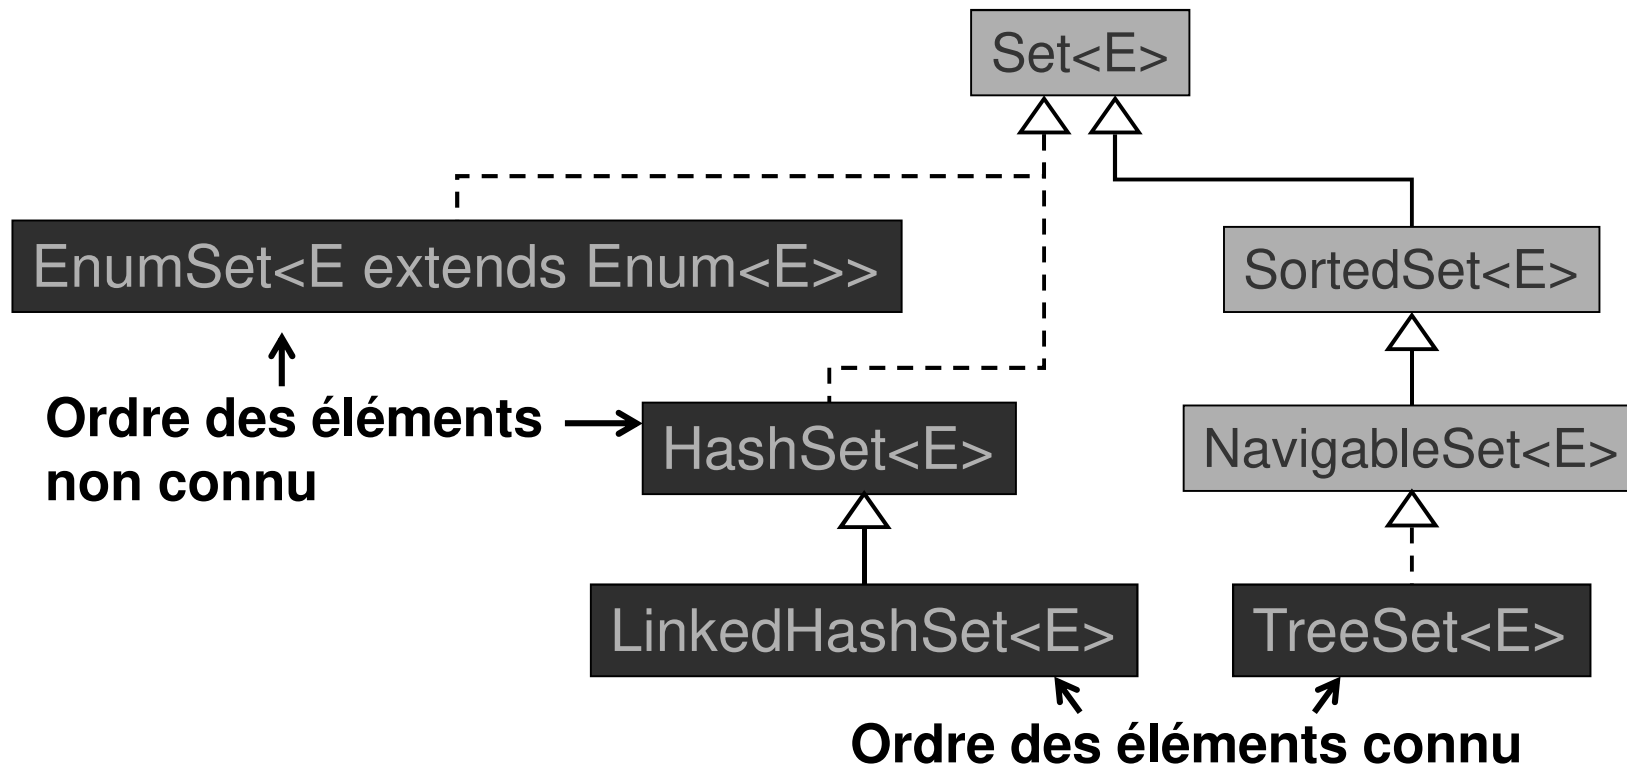 Set<E>
EnumSet<E extends Enum<E>>
SortedSet<E>
Ordre des éléments
non connu
HashSet<E>
NavigableSet<E>
LinkedHashSet<E>
TreeSet<E>
Ordre des éléments connu